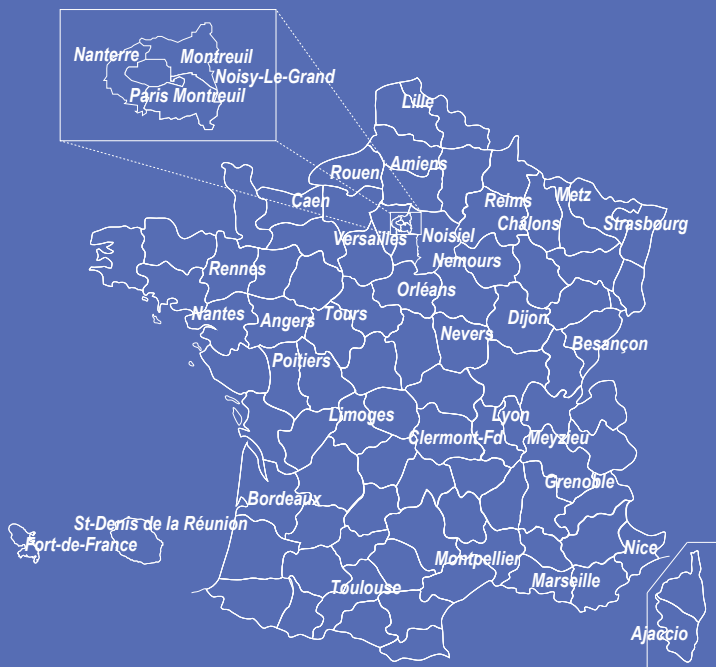 Nanterre
Montreuil
Noisy-Le-Grand
Paris Montreuil
Lille
Amiens
Rouen
Caen
Reims
Metz
Châlons
Strasbourg
Versailles
Noisiel
Nemours
Rennes
Orléans
Nantes
Angers
Tours
Dijon
Nevers
Besançon
Poitiers
Limoges
Lyon
Clermont-Fd
Meyzieu
Grenoble
Bordeaux
St-Denis de la Réunion
Fort-de-France
Montpellier
Nice
Marseille
Toulouse
Ajaccio